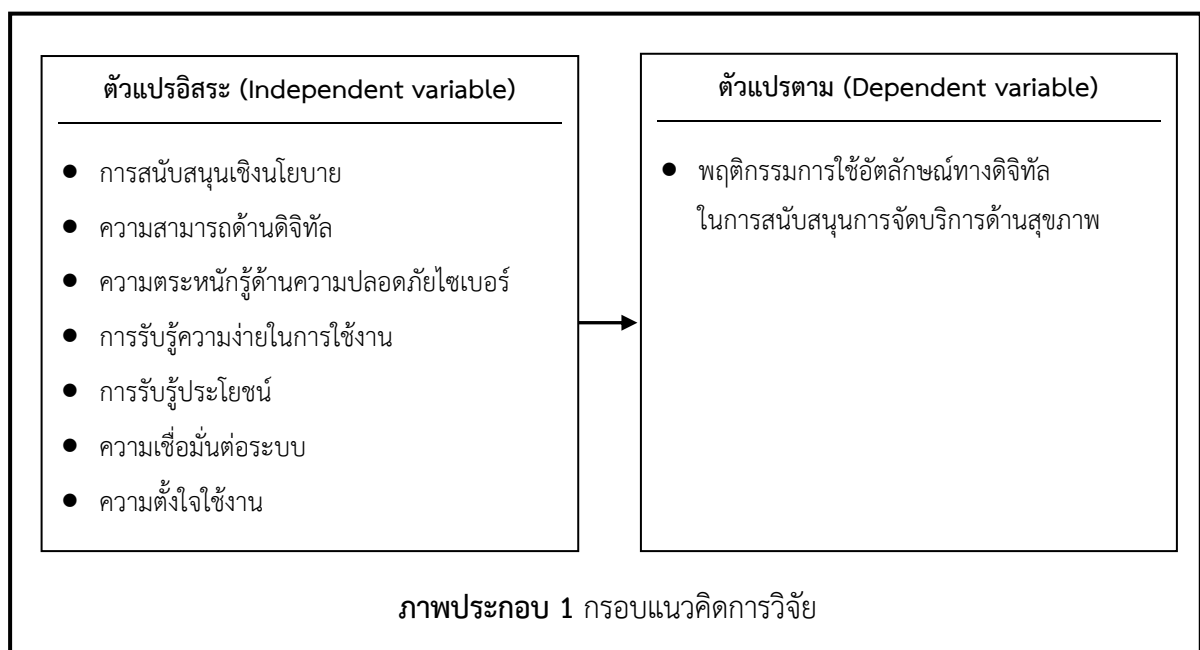 ตัวแปรอิสระ (Independent variable)
● การสนับสนุนเชิงนโยบาย
● ความสามารถด้านดิจิทัล
● ความตระหนักรู้ด้านความปลอดภัยไซเบอร์
● การรับรู้ความง่ายในการใช้งาน
● การรับรู้ประโยชน์
● ความเชื่อมั่นต่อระบบ
● ความตั้งใจใช้งาน
ตัวแปรตาม (Dependent variable)
● พฤติกรรมการใช้อัตลักษณ์ทางดิจิทัล
ในการสนับสนุนการจัดบริการด้านสุขภาพ
ภาพประกอบ 1 กรอบแนวคิดการวิจัย